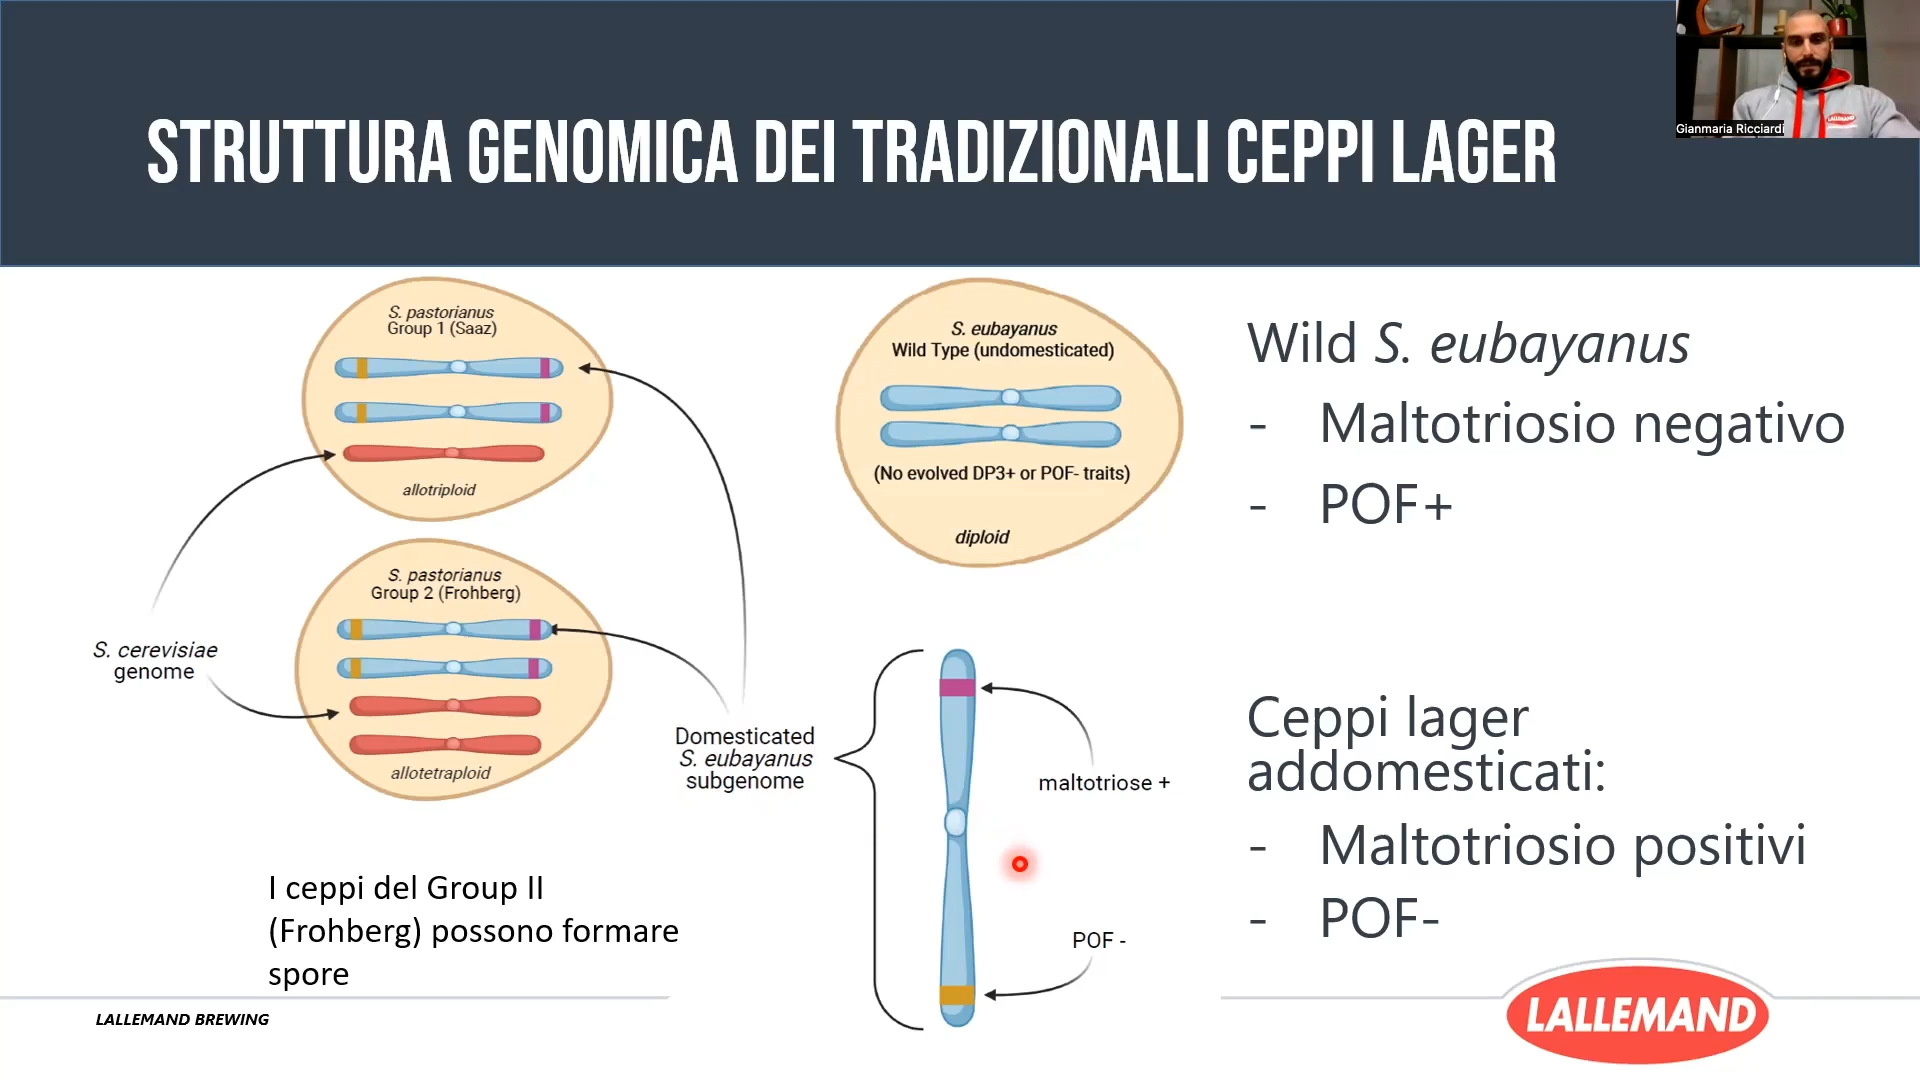 STRUTTURA GENOMICA DEI TRADIZIONALI CEPPI LAGER
Gianmaria Ricciardi
LALLEMAND
S. pastorianus
Group 1 (Saaz)
allotriploid
S. pastorianus
Group 2 (Frohberg)
allotetraploid
S. cerevisiae
genome
S. eubayanus
Wild Type (undomesticated)
(No evolved DP3+ or POF- traits)
diploid
Domesticated
S. eubayanus
subgenome
maltotriose +
POF -
I ceppi del Group II
(Frohberg) possono formare
spore
Wild S. eubayanus
- Maltotriosio negativo
- POF+
Ceppi lager
addomesticati:
- Maltotriosio positivi
- POF-
LALLEMAND BREWING
LALLEMAND